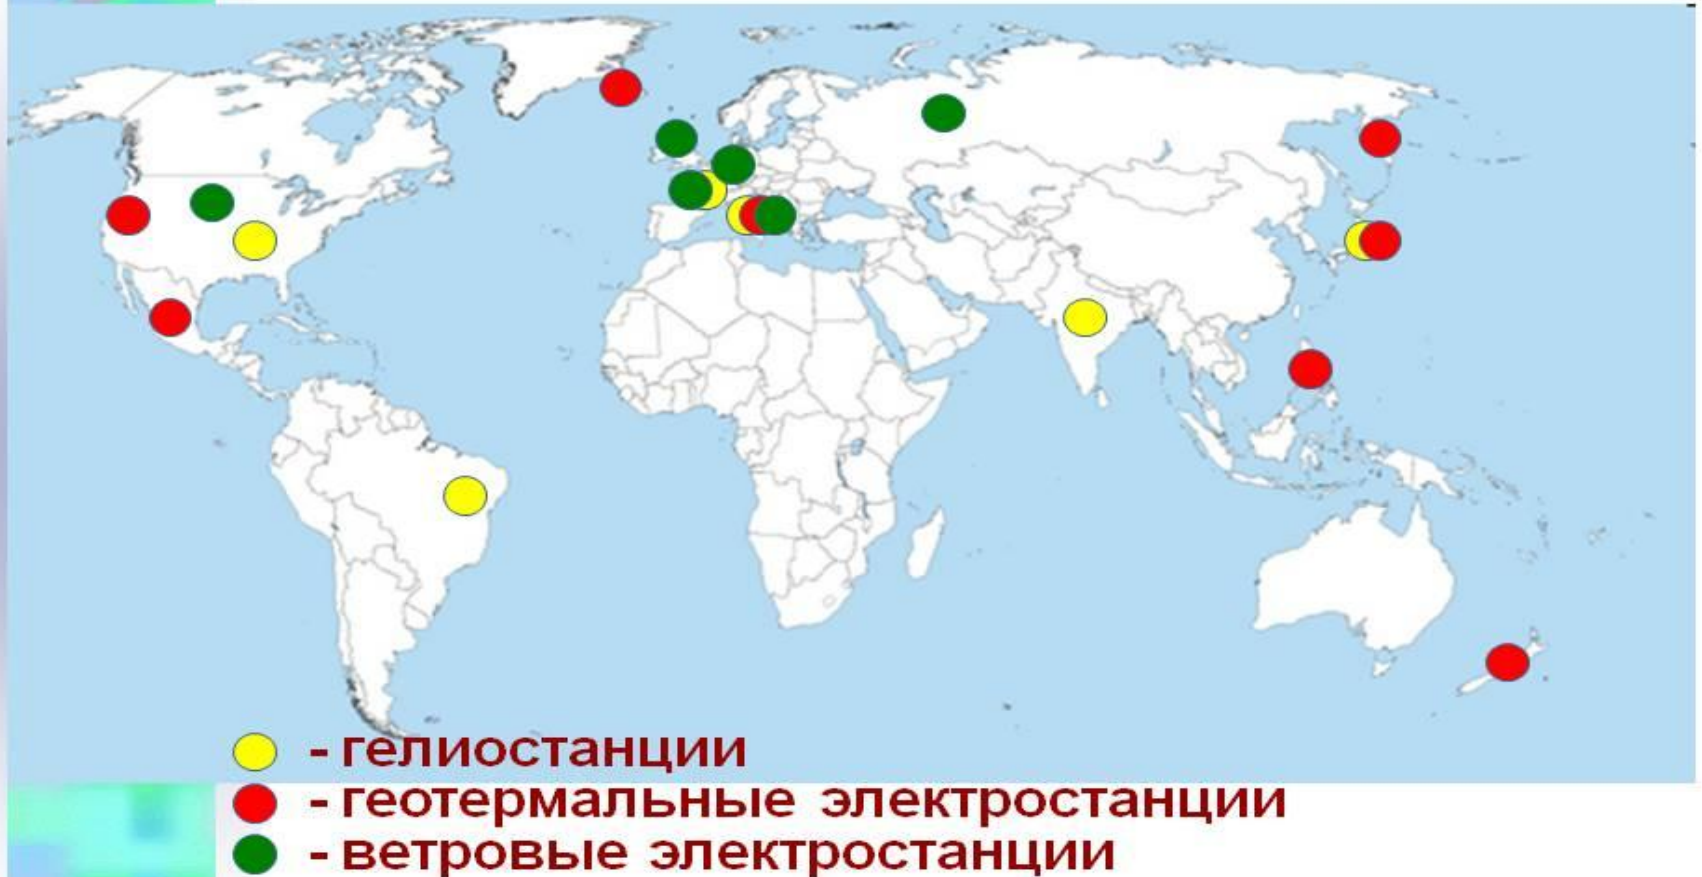 - гелиостанции
- геотермальные электростанции
- ветровые электростанции